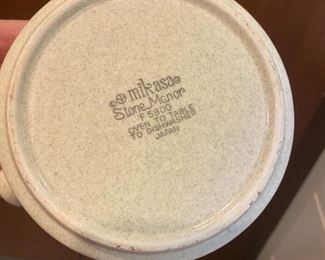 mikasa
Stone Manor
F 5800
OVEN TO TABLE
TO DISHWASHER
JAPAN